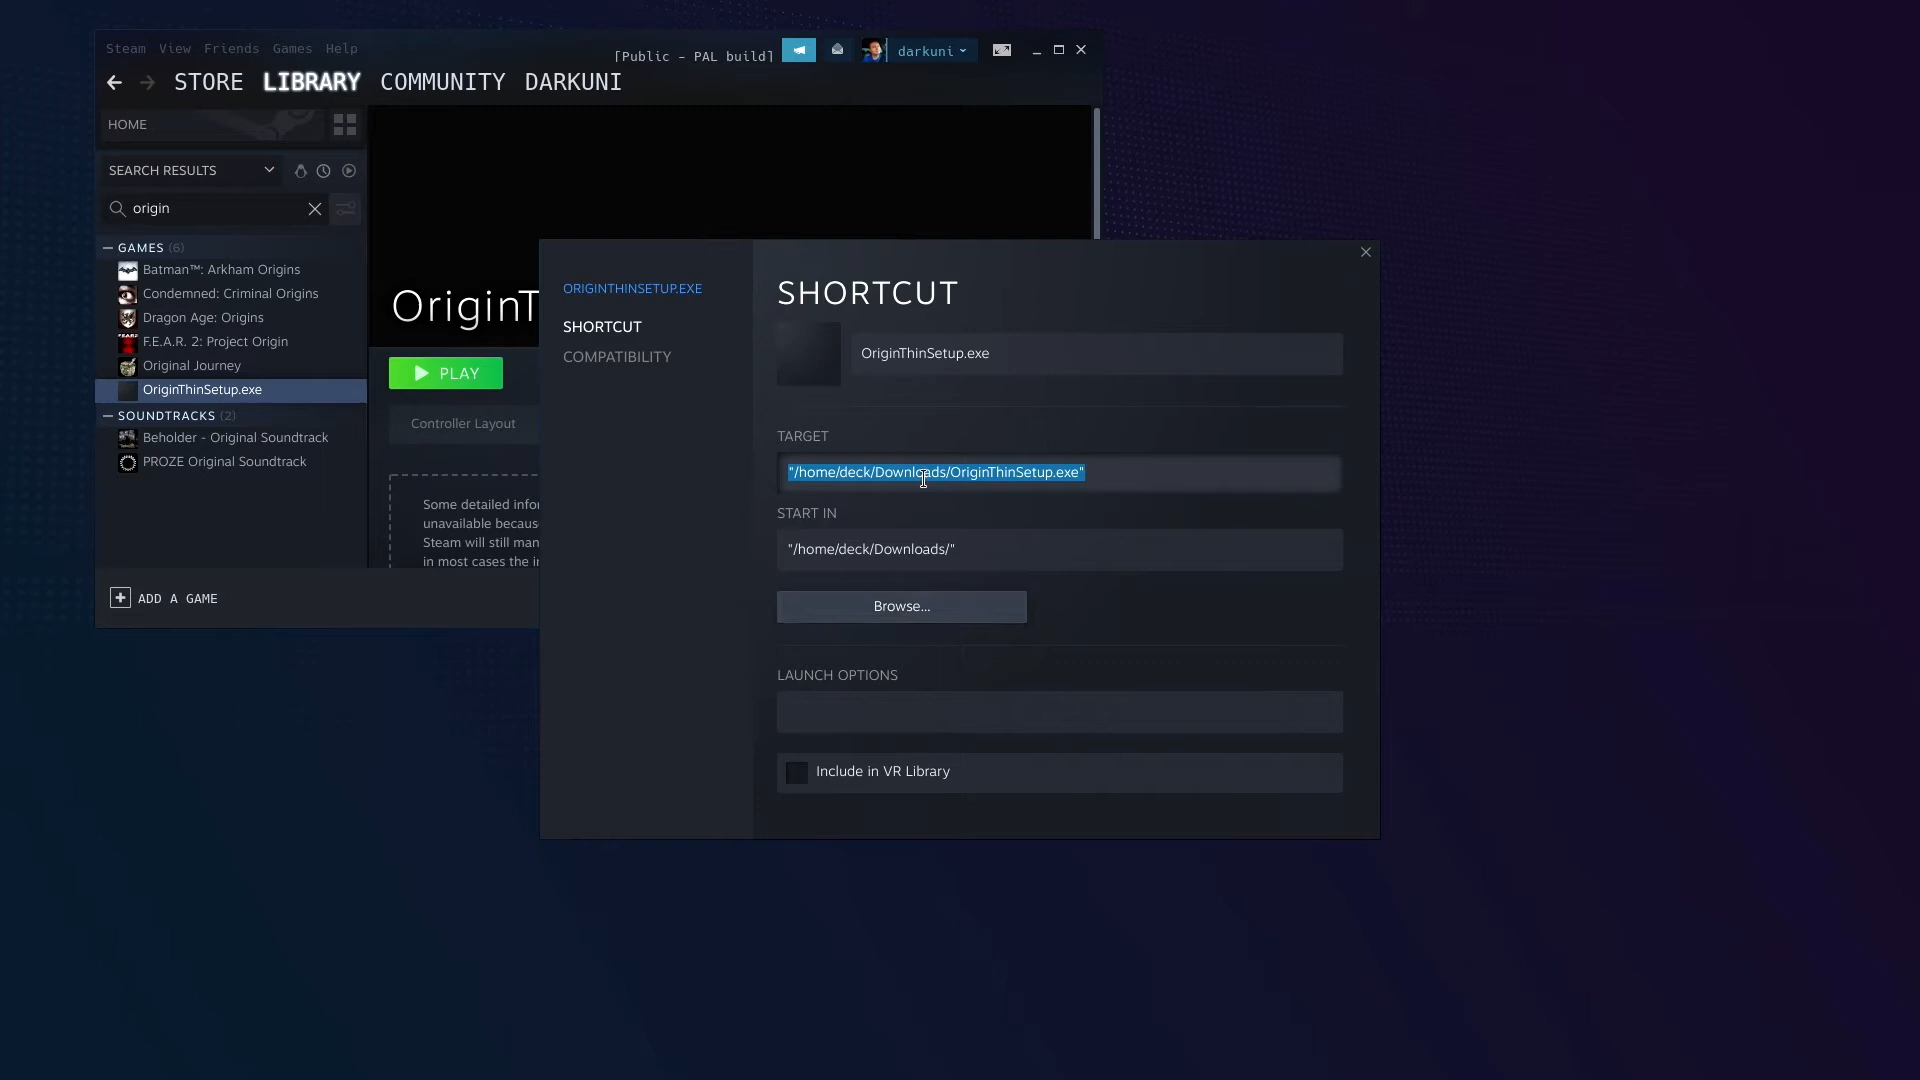 Steam View Friends Games Help
[Public - PAL build]
darkuni
STORE LIBRARY COMMUNITY DARKUNI
HOME
SEARCH RESULTS
origin
GAMES (6)
Batman™: Arkham Origins
Condemned: Criminal Origins
Dragon Age: Origins
F.E.A.R. 2: Project Origin
Original Journey
OriginThinSetup.exe
SOUNDTRACKS (2)
Beholder - Original Soundtrack
PROZE Original Soundtrack
ADD A GAME
OriginT
PLAY
Controller Layout
Some detailed infor
unavailable because
Steam will still man
in most cases the in
ORIGINTHINSETUP.EXE
SHORTCUT
COMPATIBILITY
SHORTCUT
OriginThinSetup.exe
TARGET
"/home/deck/Downloads/OriginThinSetup.exe"
START IN
"/home/deck/Downloads/"
Browse...
LAUNCH OPTIONS
Include in VR Library